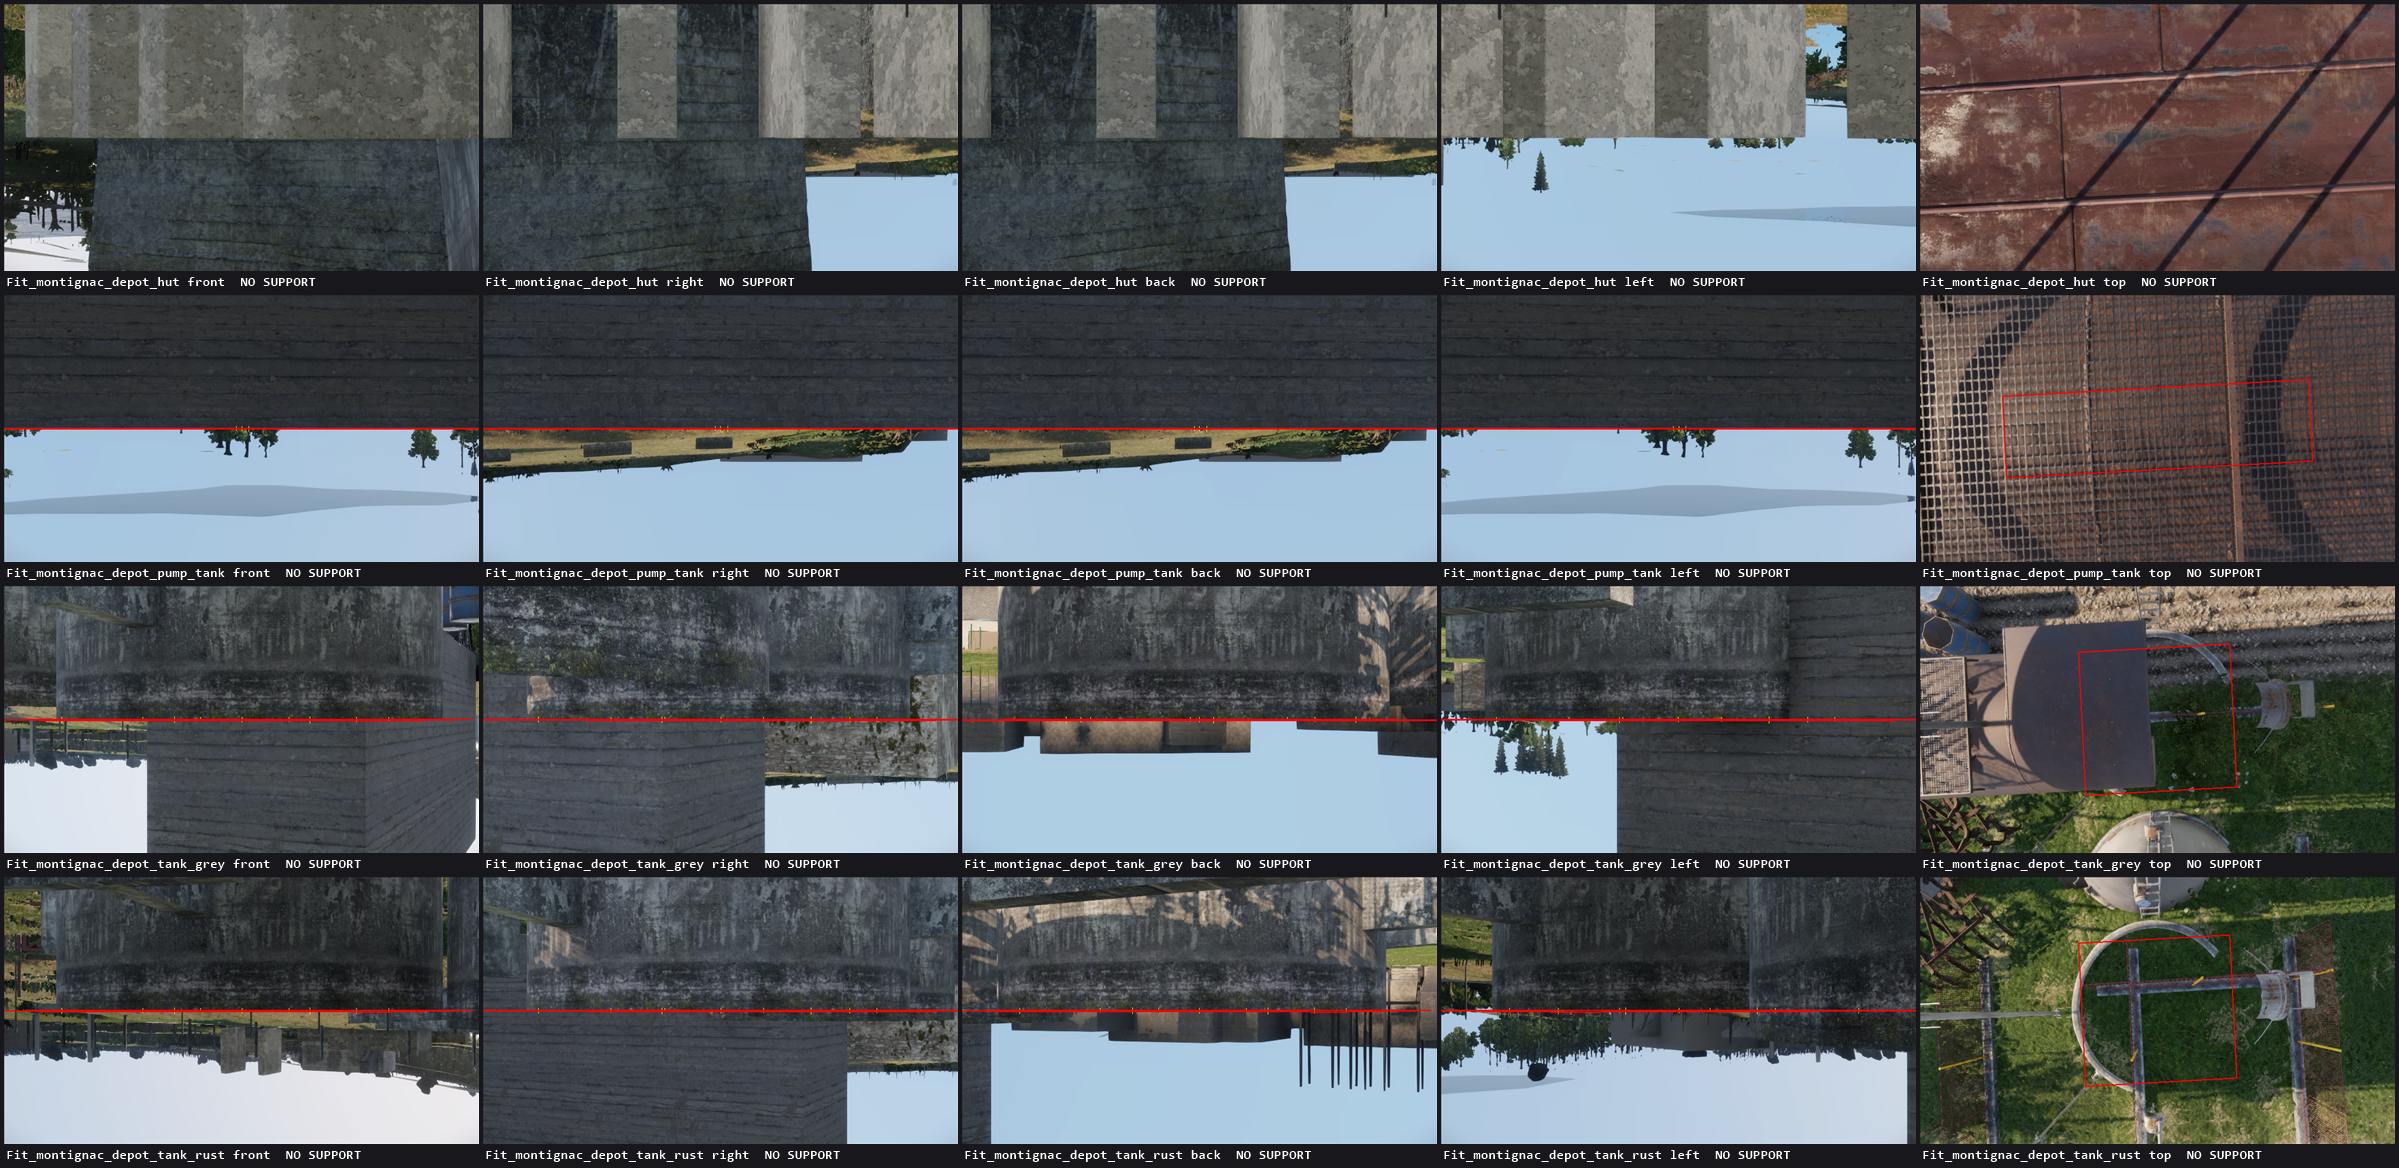 Fit_montignac_depot_hut front  NO SUPPORT
Fit_montignac_depot_hut right  NO SUPPORT
Fit_montignac_depot_hut back  NO SUPPORT
Fit_montignac_depot_hut left  NO SUPPORT
Fit_montignac_depot_hut top  NO SUPPORT
Fit_montignac_depot_pump_tank front  NO SUPPORT
Fit_montignac_depot_pump_tank right  NO SUPPORT
Fit_montignac_depot_pump_tank back  NO SUPPORT
Fit_montignac_depot_pump_tank left  NO SUPPORT
Fit_montignac_depot_pump_tank top  NO SUPPORT
Fit_montignac_depot_tank_grey front  NO SUPPORT
Fit_montignac_depot_tank_grey right  NO SUPPORT
Fit_montignac_depot_tank_grey back  NO SUPPORT
Fit_montignac_depot_tank_grey left  NO SUPPORT
Fit_montignac_depot_tank_grey top  NO SUPPORT
Fit_montignac_depot_tank_rust front  NO SUPPORT
Fit_montignac_depot_tank_rust right  NO SUPPORT
Fit_montignac_depot_tank_rust back  NO SUPPORT
Fit_montignac_depot_tank_rust left  NO SUPPORT
Fit_montignac_depot_tank_rust top  NO SUPPORT